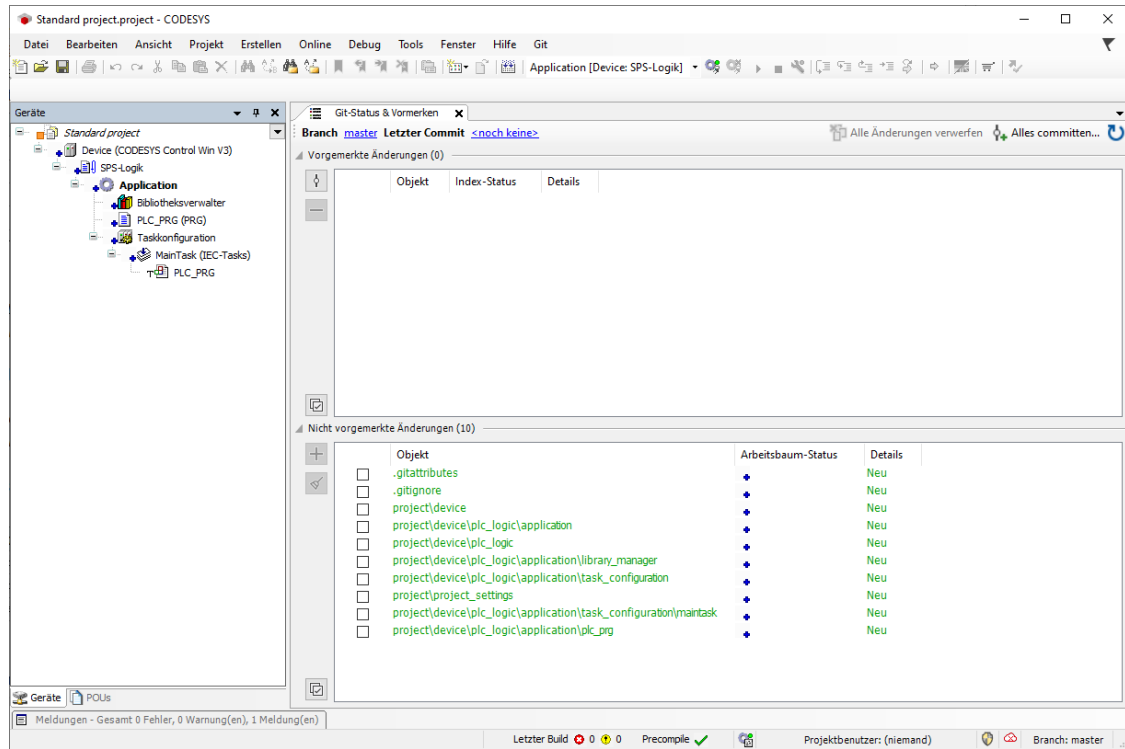 Standard project.project - CODESYS
Datei Bearbeiten Ansicht Projekt Erstellen Online Debug Tools Fenster Hilfe Git
Application [Device: SPS-Logik]
Geräte
Git-Status & Vormerken
Standard project
Branch master Letzter Commit <noch keine> Alle Änderungen verwerfen Alles committen...
Device (CODESYS Control Win V3)
Vorgemerkte Änderungen (0)
SPS-Logik
Objekt Index-Status Details
Application
Bibliotheksverwalter
PLC_PRG (PRG)
Taskkonfiguration
MainTask (IEC-Tasks)
PLC_PRG
Nicht vorgemerkte Änderungen (10)
Objekt Arbeitsbaum-Status Details
.gitattributes Neu
.gitignore Neu
project\device Neu
project\device\plc_logic\application Neu
project\device\plc_logic Neu
project\device\plc_logic\application\library_manager Neu
project\device\plc_logic\application\task_configuration Neu
project\project_settings Neu
project\device\plc_logic\application\task_configuration\maintask Neu
project\device\plc_logic\application\plc_prg Neu
Geräte POUs
Meldungen - Gesamt 0 Fehler, 0 Warnung(en), 1 Meldung(en)
Letzter Build 0 0 Precompile Projektbenutzer: (niemand) Branch: master